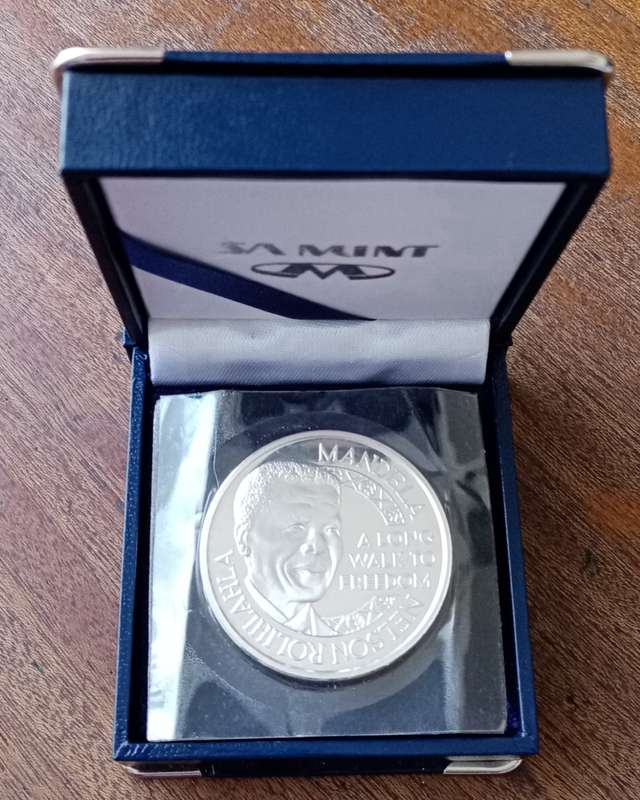 SA MINT
MANDELA
A LONG
WALK TO
FREEDOM
NELSON ROLIHLAHLA